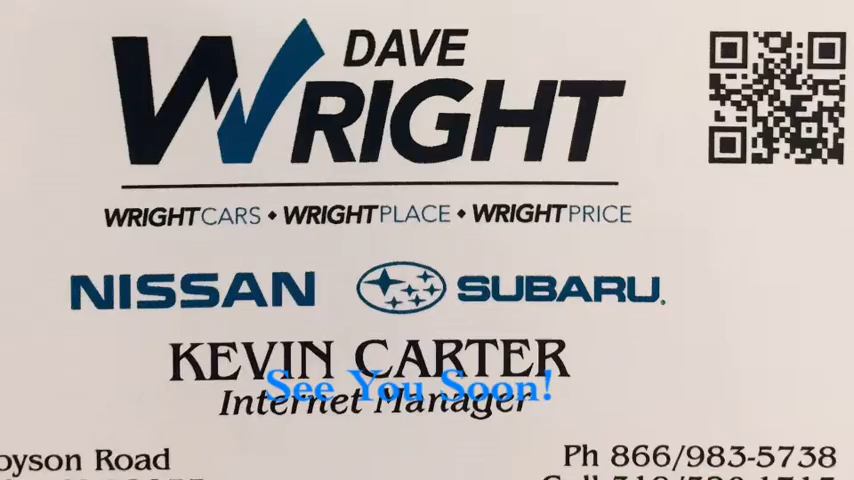 DAVE
WRIGHT
WRIGHTCARS • WRIGHTPLACE • WRIGHTPRICE
NISSAN SUBARU.
KEVIN CARTER
See You Soon!
Internet Manager
oyson Road
Ph 866/983-5738